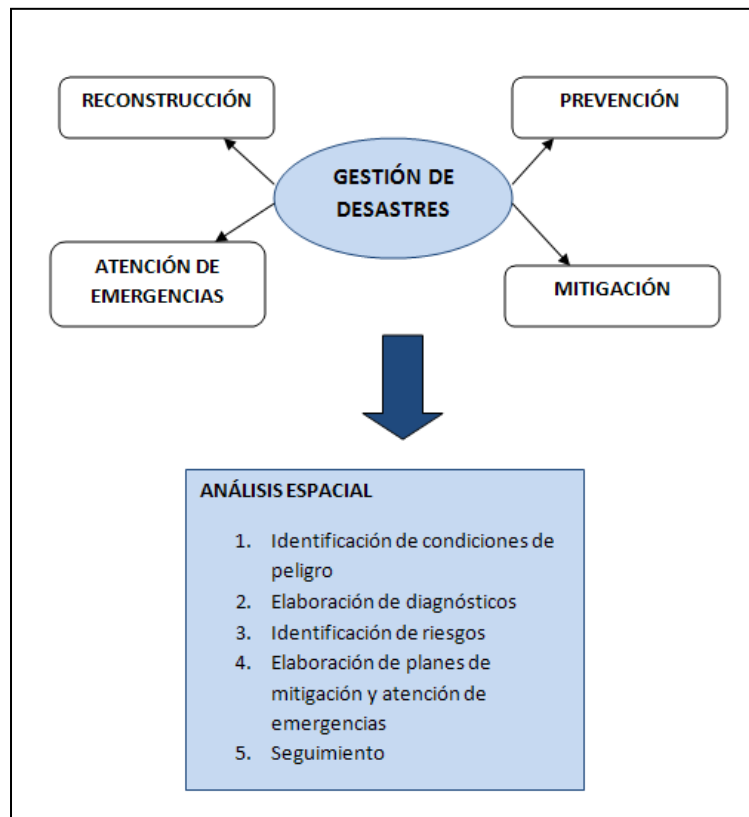 RECONSTRUCCIÓN
PREVENCIÓN
GESTIÓN DE
DESASTRES
ATENCIÓN DE
EMERGENCIAS
MITIGACIÓN
ANÁLISIS ESPACIAL
1. Identificación de condiciones de
peligro
2. Elaboración de diagnósticos
3. Identificación de riesgos
4. Elaboración de planes de
mitigación y atención de
emergencias
5. Seguimiento